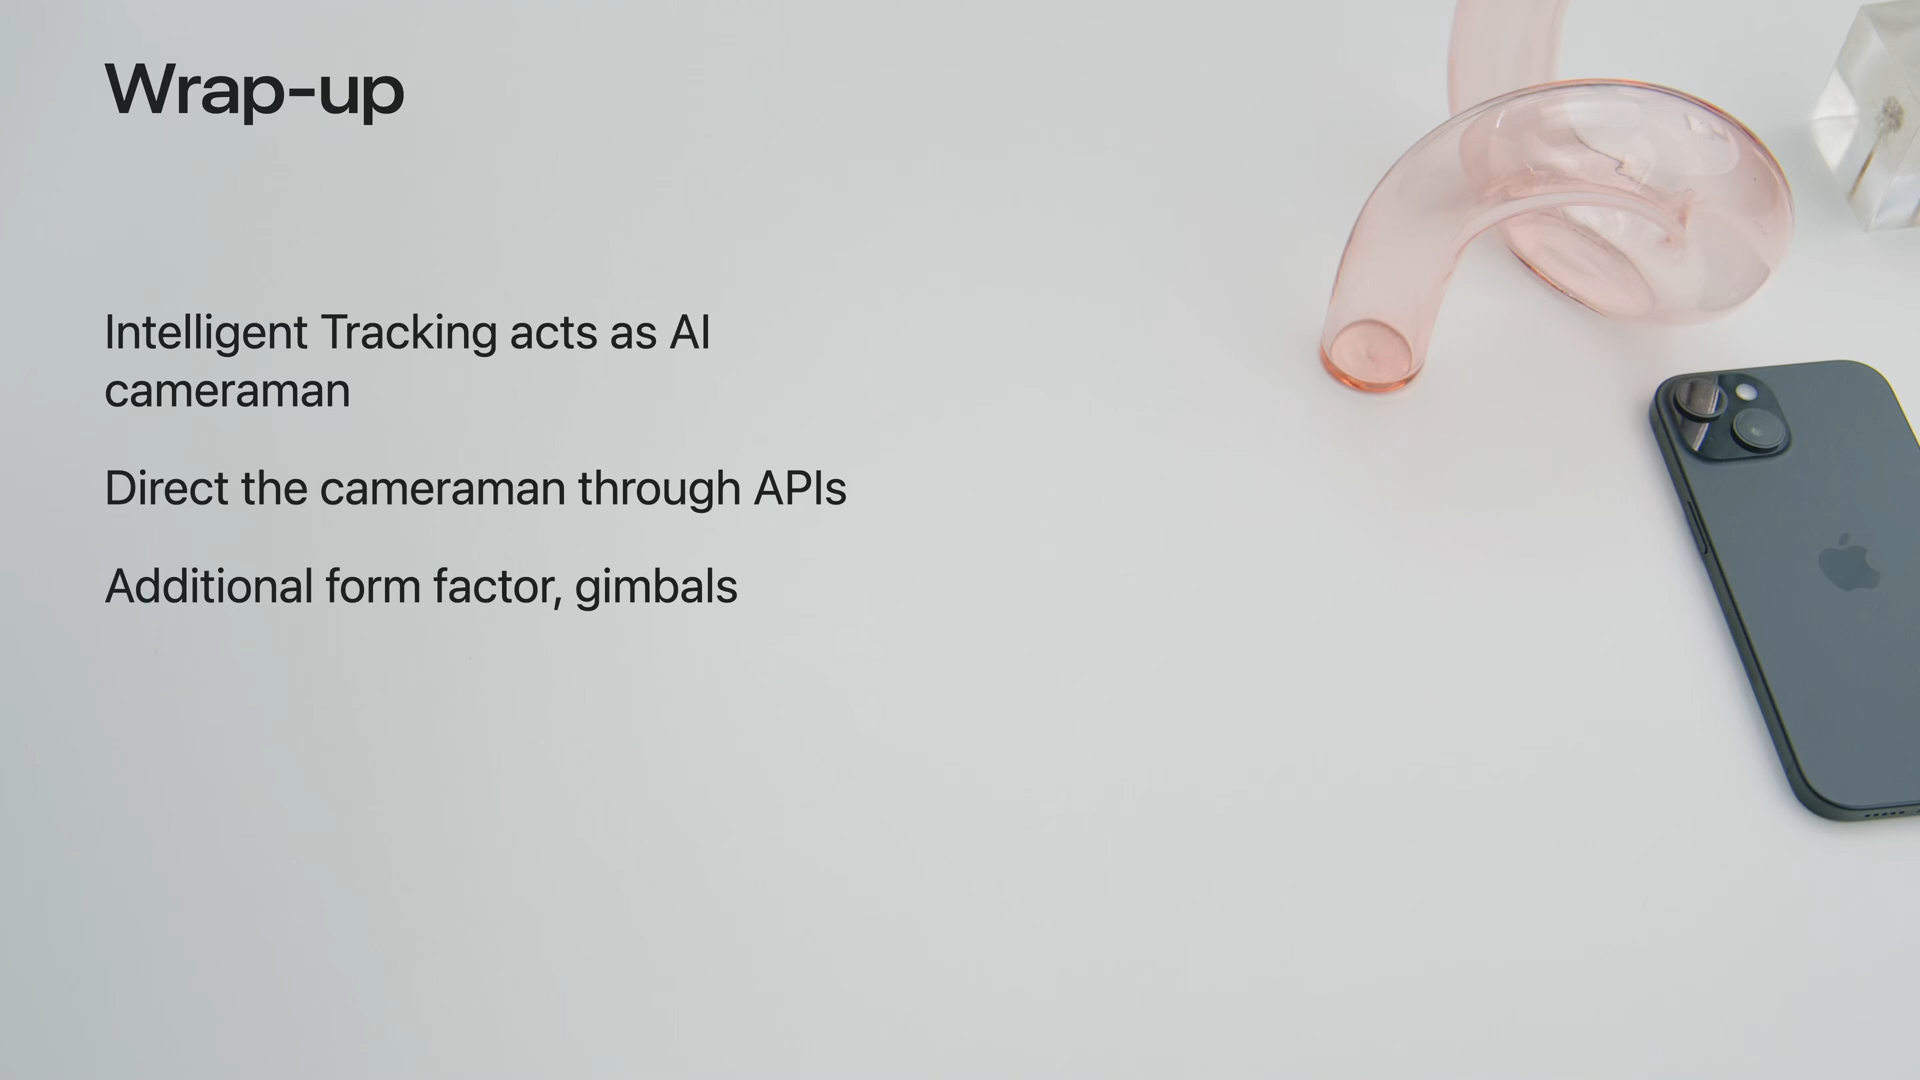 Wrap-up
Intelligent Tracking acts as AI
cameraman
Direct the cameraman through APIs
Additional form factor, gimbals